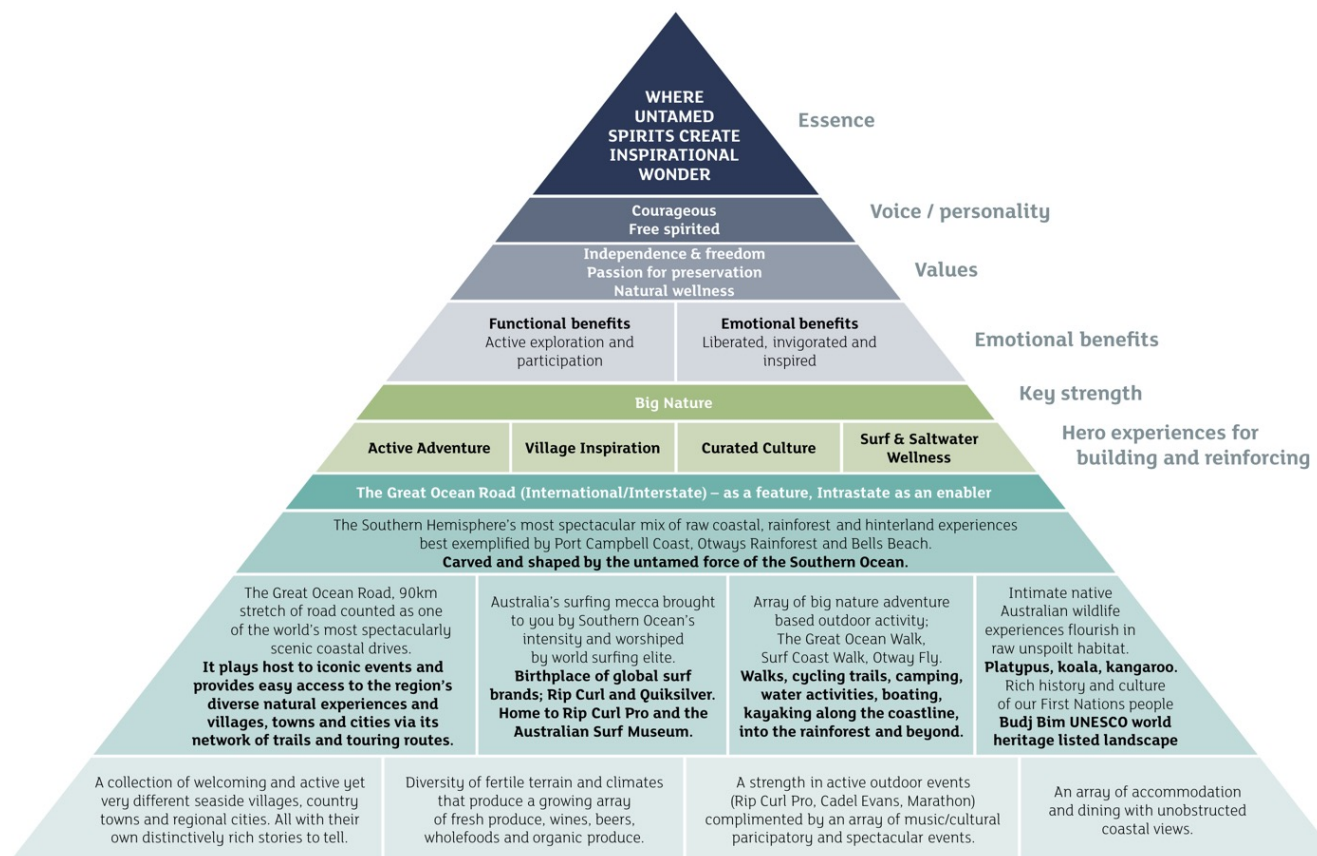 WHERE
UNTAMED
SPIRITS CREATE
INSPIRATIONAL
WONDER
Essence
Courageous
Free spirited
Voice / personality
Independence & freedom
Passion for preservation
Natural wellness
Values
Functional benefits
Active exploration and
participation
Emotional benefits
Liberated, invigorated and
inspired
Emotional benefits
Big Nature
Key strength
Active Adventure
Village Inspiration
Curated Culture
Surf & Saltwater
Wellness
Hero experiences for
building and reinforcing
The Great Ocean Road (International/Interstate) – as a feature, Intrastate as an enabler
The Southern Hemisphere's most spectacular mix of raw coastal, rainforest and hinterland experiences
best exemplified by Port Campbell Coast, Otways Rainforest and Bells Beach.
Carved and shaped by the untamed force of the Southern Ocean.
The Great Ocean Road, 90km
stretch of road counted as one
of the world's most spectacularly
scenic coastal drives.
It plays host to iconic events and
provides easy access to the region's
diverse natural experiences and
villages, towns and cities via its
network of trails and touring routes.
Australia's surfing mecca brought
to you by Southern Ocean's
intensity and worshiped
by world surfing elite.
Birthplace of global surf
brands; Rip Curl and Quiksilver.
Home to Rip Curl Pro and the
Australian Surf Museum.
Array of big nature adventure
based outdoor activity;
The Great Ocean Walk,
Surf Coast Walk, Otway Fly.
Walks, cycling trails, camping,
water activities, boating,
kayaking along the coastline,
into the rainforest and beyond.
Intimate native
Australian wildlife
experiences flourish in
raw unspoilt habitat.
Platypus, koala, kangaroo.
Rich history and culture
of our First Nations people
Budj Bim UNESCO world
heritage listed landscape
A collection of welcoming and active yet
very different seaside villages, country
towns and regional cities. All with their
own distinctively rich stories to tell.
Diversity of fertile terrain and climates
that produce a growing array
of fresh produce, wines, beers,
wholefoods and organic produce.
A strength in active outdoor events
(Rip Curl Pro, Cadel Evans, Marathon)
complimented by an array of music/cultural
paricipatory and spectacular events.
An array of accommodation
and dining with unobstructed
coastal views.